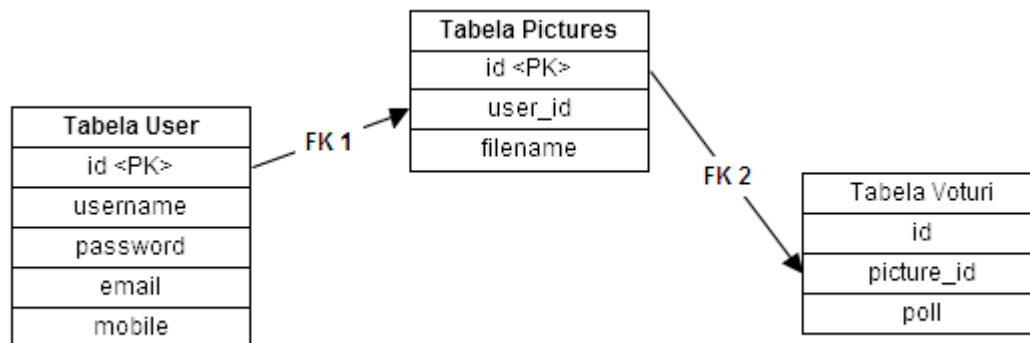 Tabela User
id <PK>
username
password
email
mobile
FK 1
Tabela Pictures
id <PK>
user_id
filename
FK 2
Tabela Voturi
id
picture_id
poll